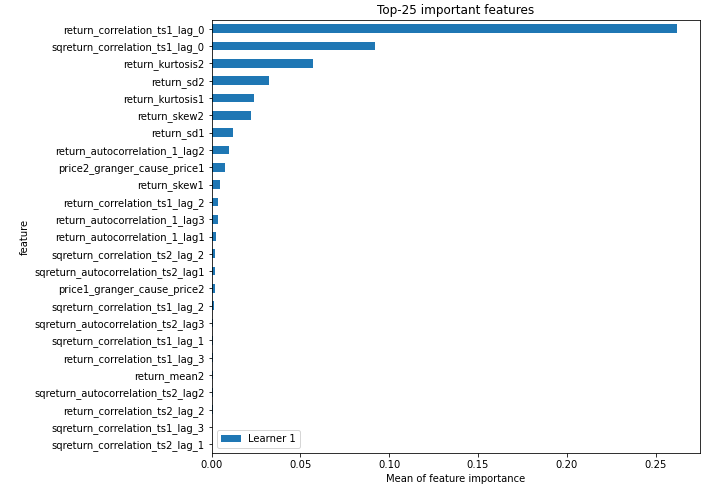 Top-25 important features
return_correlation_ts1_lag_0
sqreturn_correlation_ts1_lag_0
return_kurtosis2
return_sd2
return_kurtosis1
return_skew2
return_sd1
return_autocorrelation_1_lag2
price2_granger_cause_price1
return_skew1
return_correlation_ts1_lag_2
return_autocorrelation_1_lag3
return_autocorrelation_1_lag1
sqreturn_correlation_ts2_lag_2
sqreturn_autocorrelation_ts2_lag1
price1_granger_cause_price2
sqreturn_correlation_ts1_lag_2
sqreturn_autocorrelation_ts2_lag3
sqreturn_correlation_ts1_lag_1
return_correlation_ts1_lag_3
return_mean2
sqreturn_autocorrelation_ts2_lag2
return_correlation_ts2_lag_2
sqreturn_correlation_ts1_lag_3
sqreturn_correlation_ts2_lag_1
feature
Learner 1
0.00 0.05 0.10 0.15 0.20 0.25
Mean of feature importance